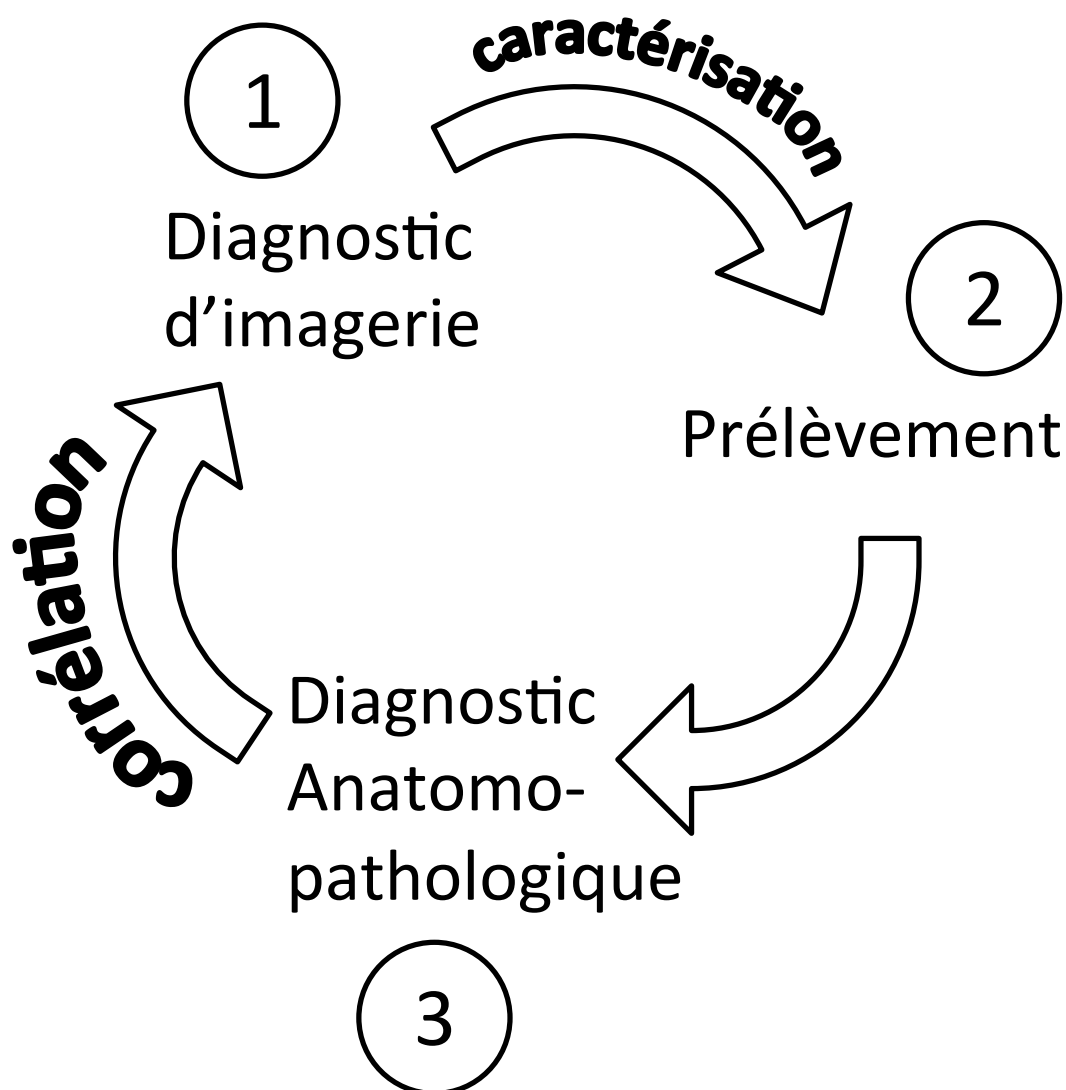 1
Diagnostic
d’imagerie
caractérisation
2
Prélèvement
Diagnostic
Anatomo-
pathologique
3
corrélation